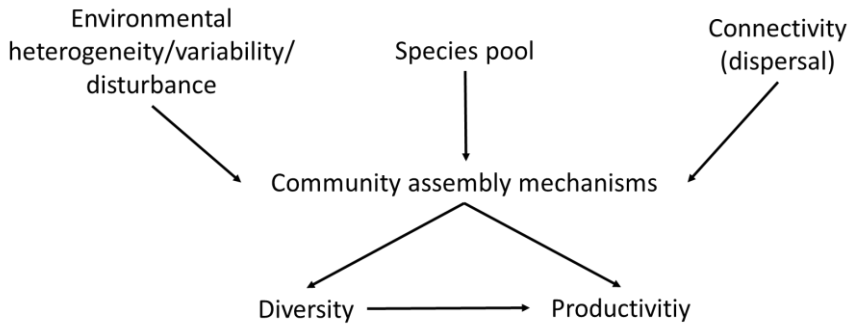 Environmental
heterogeneity/variability/
disturbance
Species pool
Connectivity
(dispersal)
Community assembly mechanisms
Diversity
Productivitiy